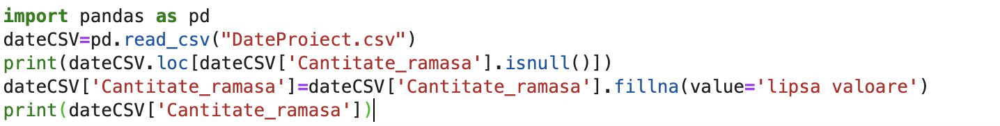 import pandas as pd
dateCSV=pd.read_csv("DateProiect.csv")
print(dateCSV.loc[dateCSV['Cantitate_ramasa'].isnull()])
dateCSV['Cantitate_ramasa']=dateCSV['Cantitate_ramasa'].fillna(value='lipsa valoare')
print(dateCSV['Cantitate_ramasa'])